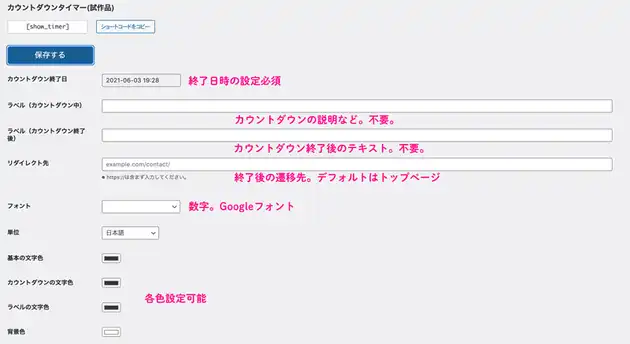 カウントダウンタイマー(試作品)
[show_timer] ショートコードをコピー
保存する
カウントダウン終了日 2021-06-03 19:28 終了日時の設定必須
ラベル（カウントダウン中）
カウントダウンの説明など。不要。
ラベル（カウントダウン終了
後）
カウントダウン終了後のテキスト。不要。
リダイレクト先 example.com/contact/
● https://は含まず入力してください。 終了後の遷移先。デフォルトはトップページ
フォント 数字。Googleフォント
単位 日本語
基本の文字色
カウントダウンの文字色
各色設定可能
ラベルの文字色
背景色